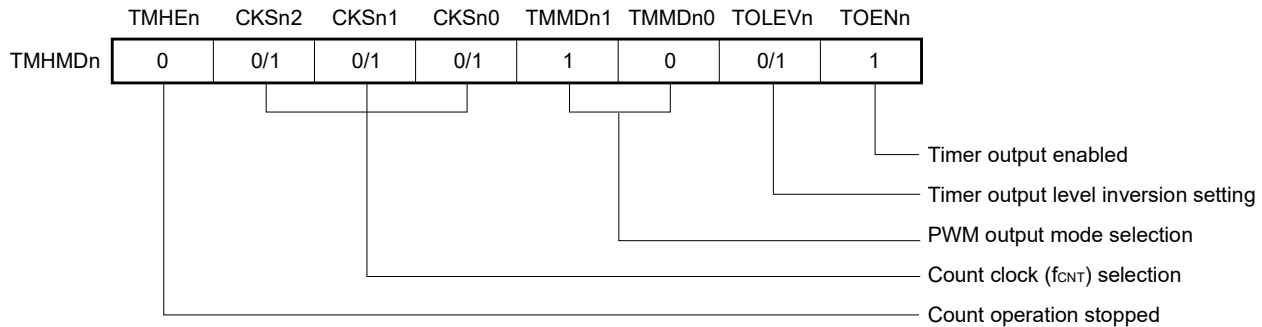 TMHEn CKSn2 CKSn1 CKSn0 TMMDn1 TMMDn0 TOLEVn TOENn
TMHMDn 0 0/1 0/1 0/1 1 0 0/1 1
Timer output enabled
Timer output level inversion setting
PWM output mode selection
Count clock (fCNT) selection
Count operation stopped